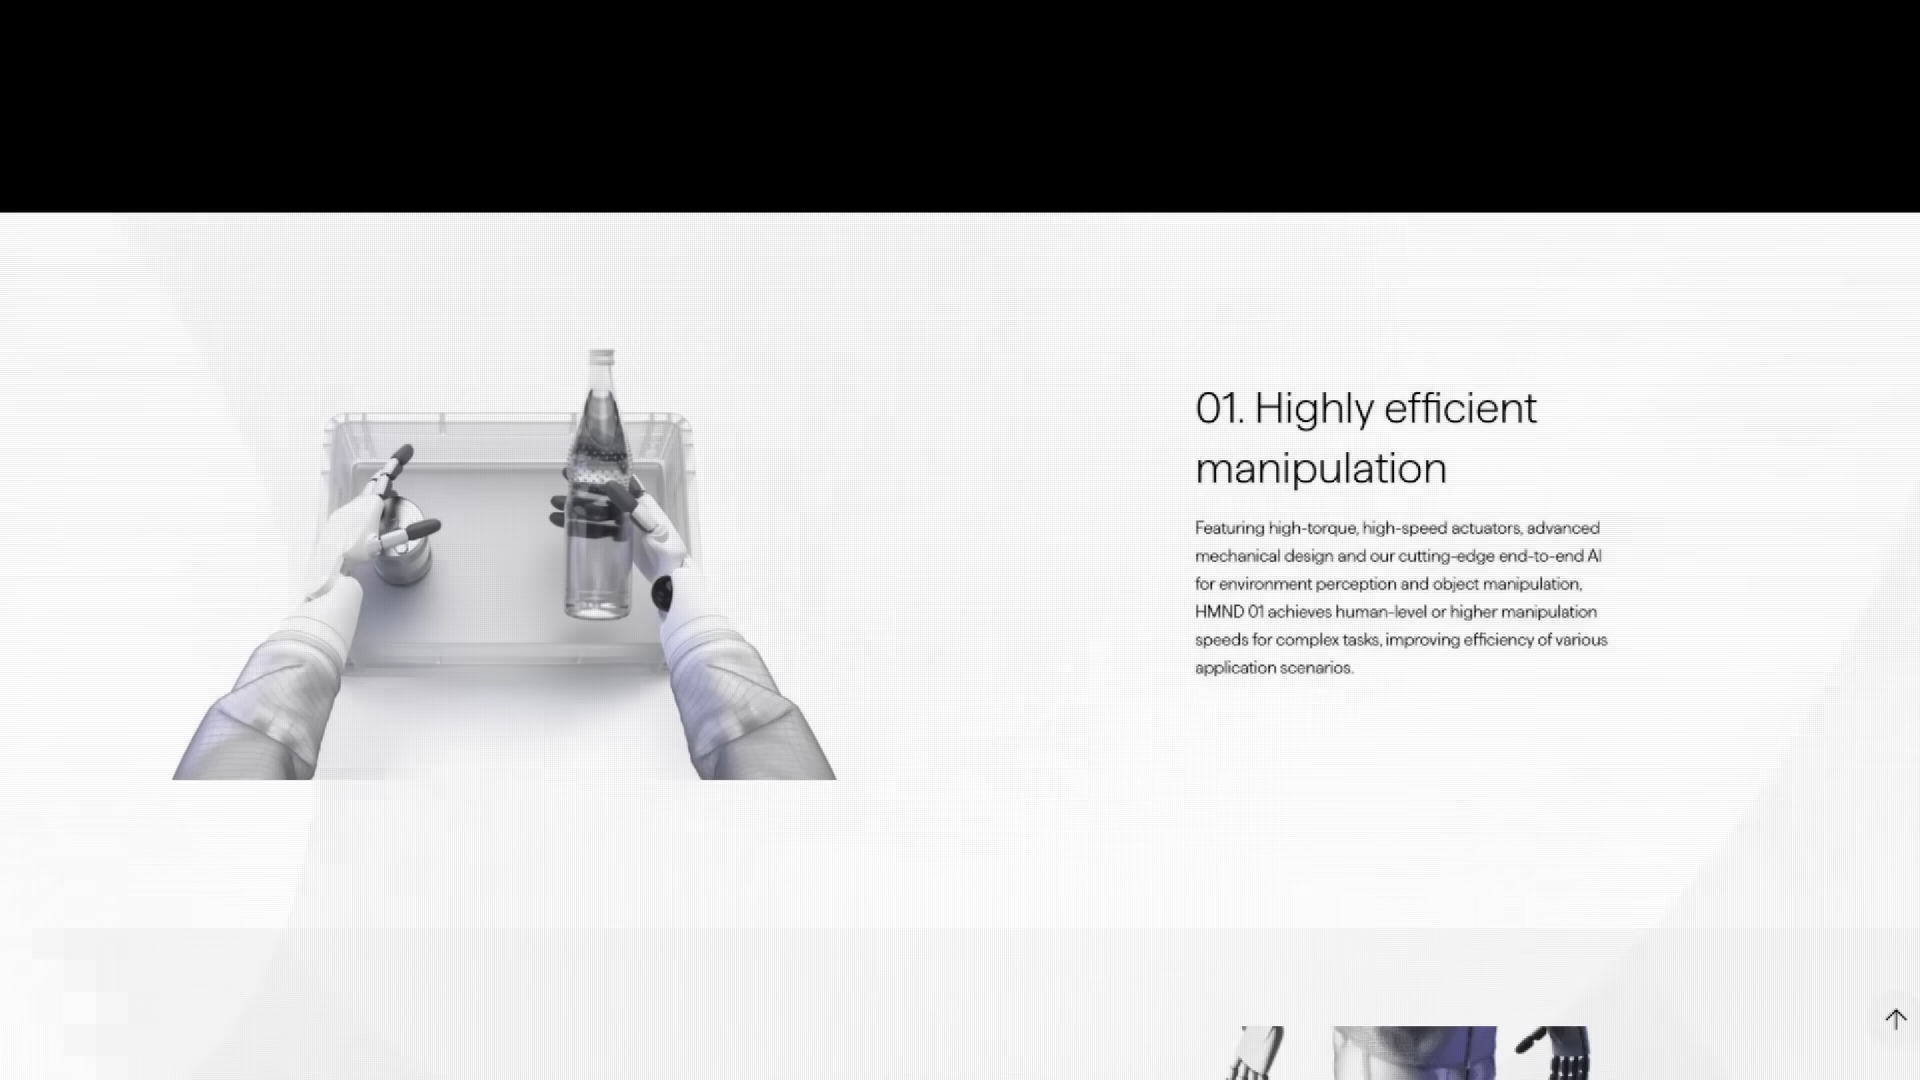 01. Highly efficient
manipulation
Featuring high-torque, high-speed actuators, advanced
mechanical design and our cutting-edge end-to-end AI
for environment perception and object manipulation,
HMND 01 achieves human-level or higher manipulation
speeds for complex tasks, improving efficiency of various
application scenarios.